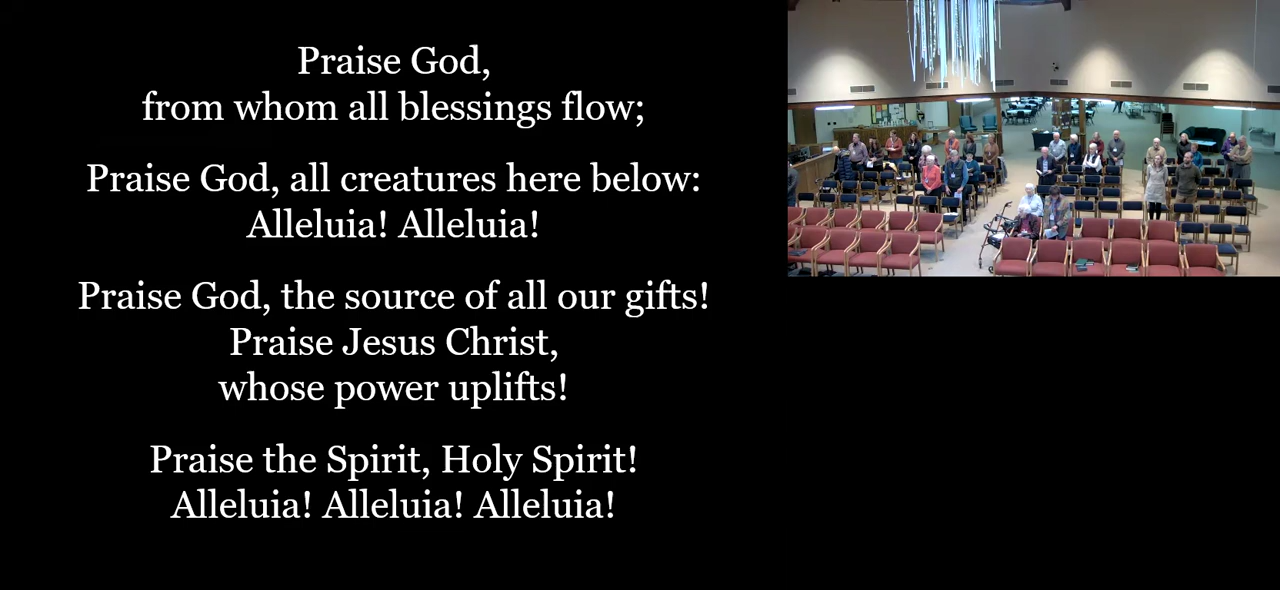 Praise God,
from whom all blessings flow;
Praise God, all creatures here below:
Alleluia! Alleluia!
Praise God, the source of all our gifts!
Praise Jesus Christ,
whose power uplifts!
Praise the Spirit, Holy Spirit!
Alleluia! Alleluia! Alleluia!